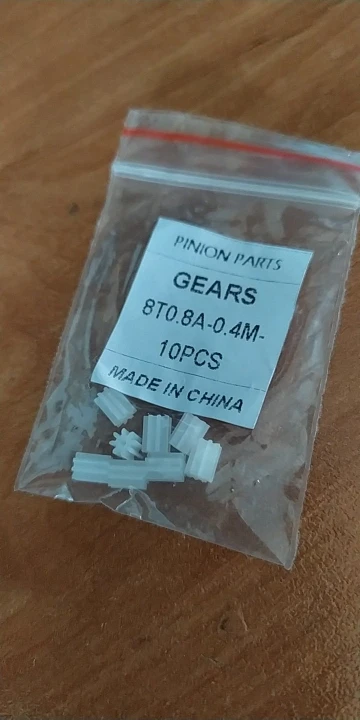 PINION PARTS
GEARS
8T0.8A-0.4M-
10PCS
MADE IN CHINA